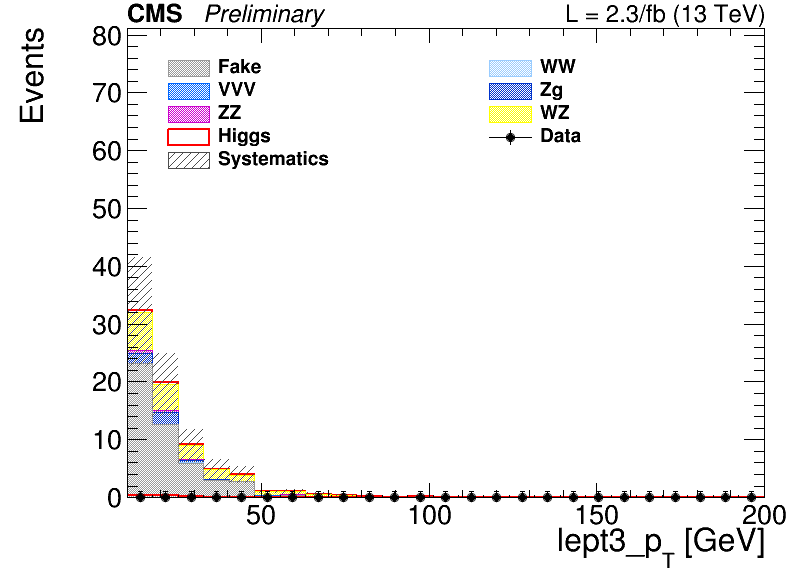 CMS Preliminary L = 2.3/fb (13 TeV)
Events
80
70
60
50
40
30
20
10
0
Fake
VVV
ZZ
Higgs
Systematics
WW
Zg
WZ
Data
50 100 150 200
lept3_p_T [GeV]